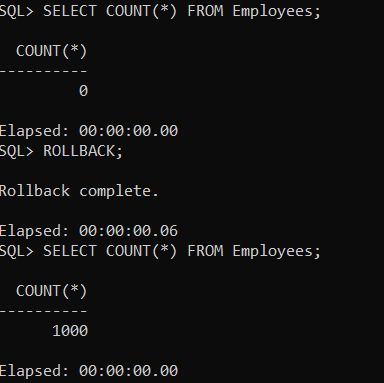 SQL> SELECT COUNT(*) FROM Employees;
COUNT(*)
----------
0
Elapsed: 00:00:00.00
SQL> ROLLBACK;
Rollback complete.
Elapsed: 00:00:00.06
SQL> SELECT COUNT(*) FROM Employees;
COUNT(*)
----------
1000
Elapsed: 00:00:00.00